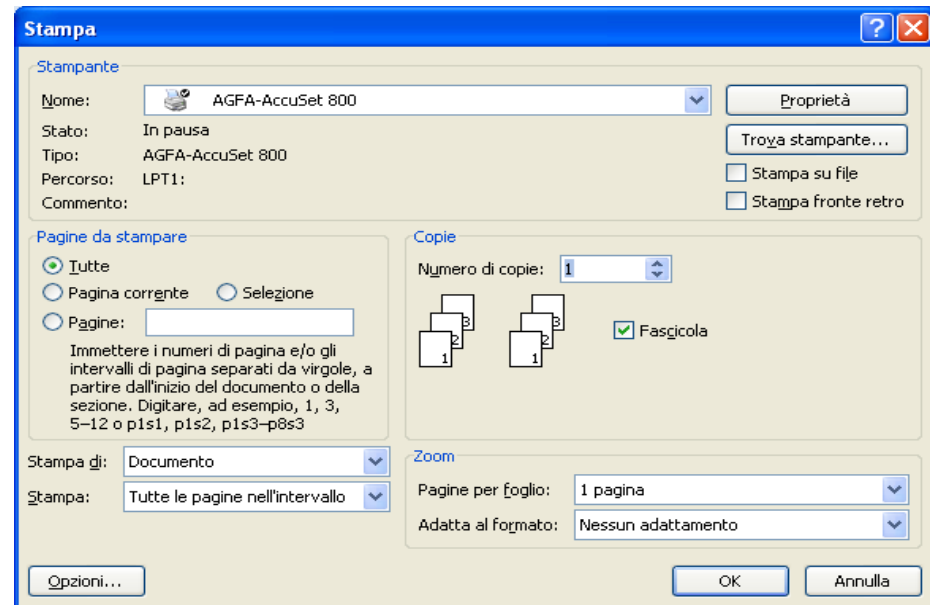 Stampa
Stampante
Nome: AGFA-AccuSet 800 Proprietà
Stato: In pausa Trova stampante...
Tipo: AGFA-AccuSet 800
Percorso: LPT1: Stampa su file
Commento: Stampa fronte retro
Pagine da stampare
Tutte
Pagina corrente Selezione
Pagine:
Immettere i numeri di pagina e/o gli
intervalli di pagina separati da virgole, a
partire dall'inizio del documento o della
sezione. Digitare, ad esempio, 1, 3,
5–12 o p1s1, p1s2, p1s3–p8s3
Copie
Numero di copie: 1
3 3
2 2
1 1
Fascicola
Stampa di: Documento
Stampa: Tutte le pagine nell'intervallo
Zoom
Pagine per foglio: 1 pagina
Adatta al formato: Nessun adattamento
Opzioni... OK Annulla